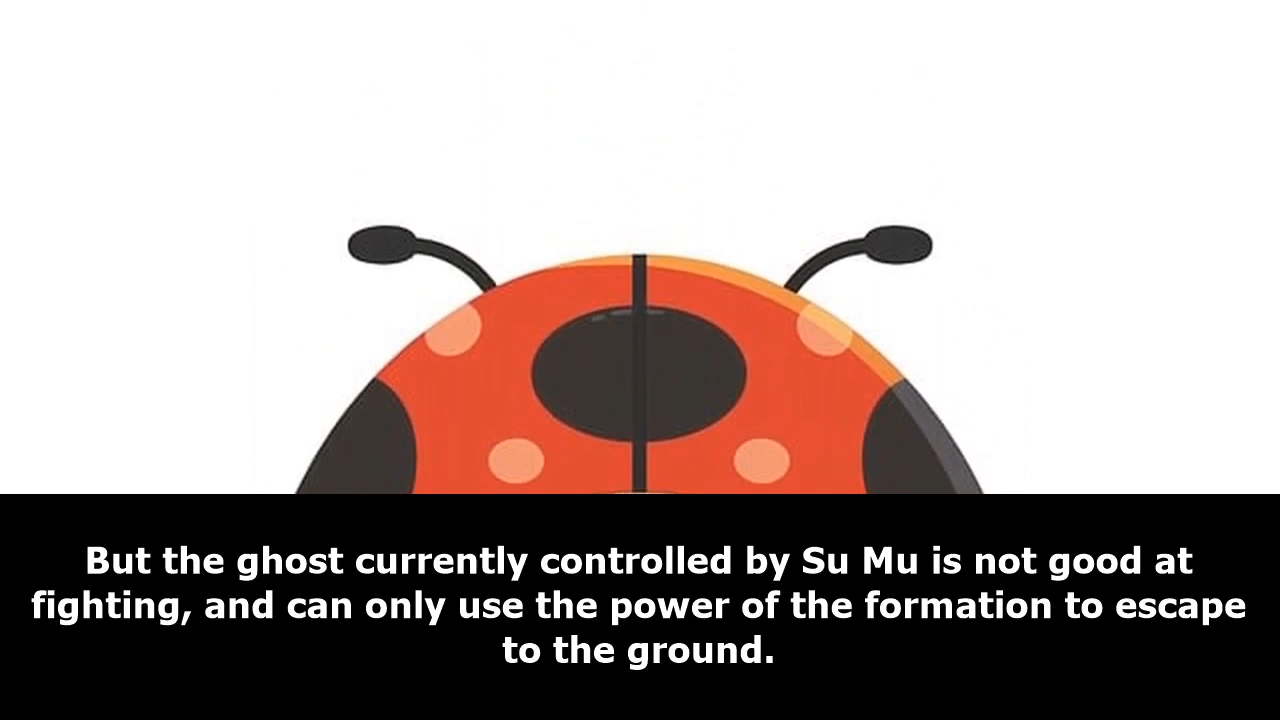 But the ghost currently controlled by Su Mu is not good at
fighting, and can only use the power of the formation to escape
to the ground.